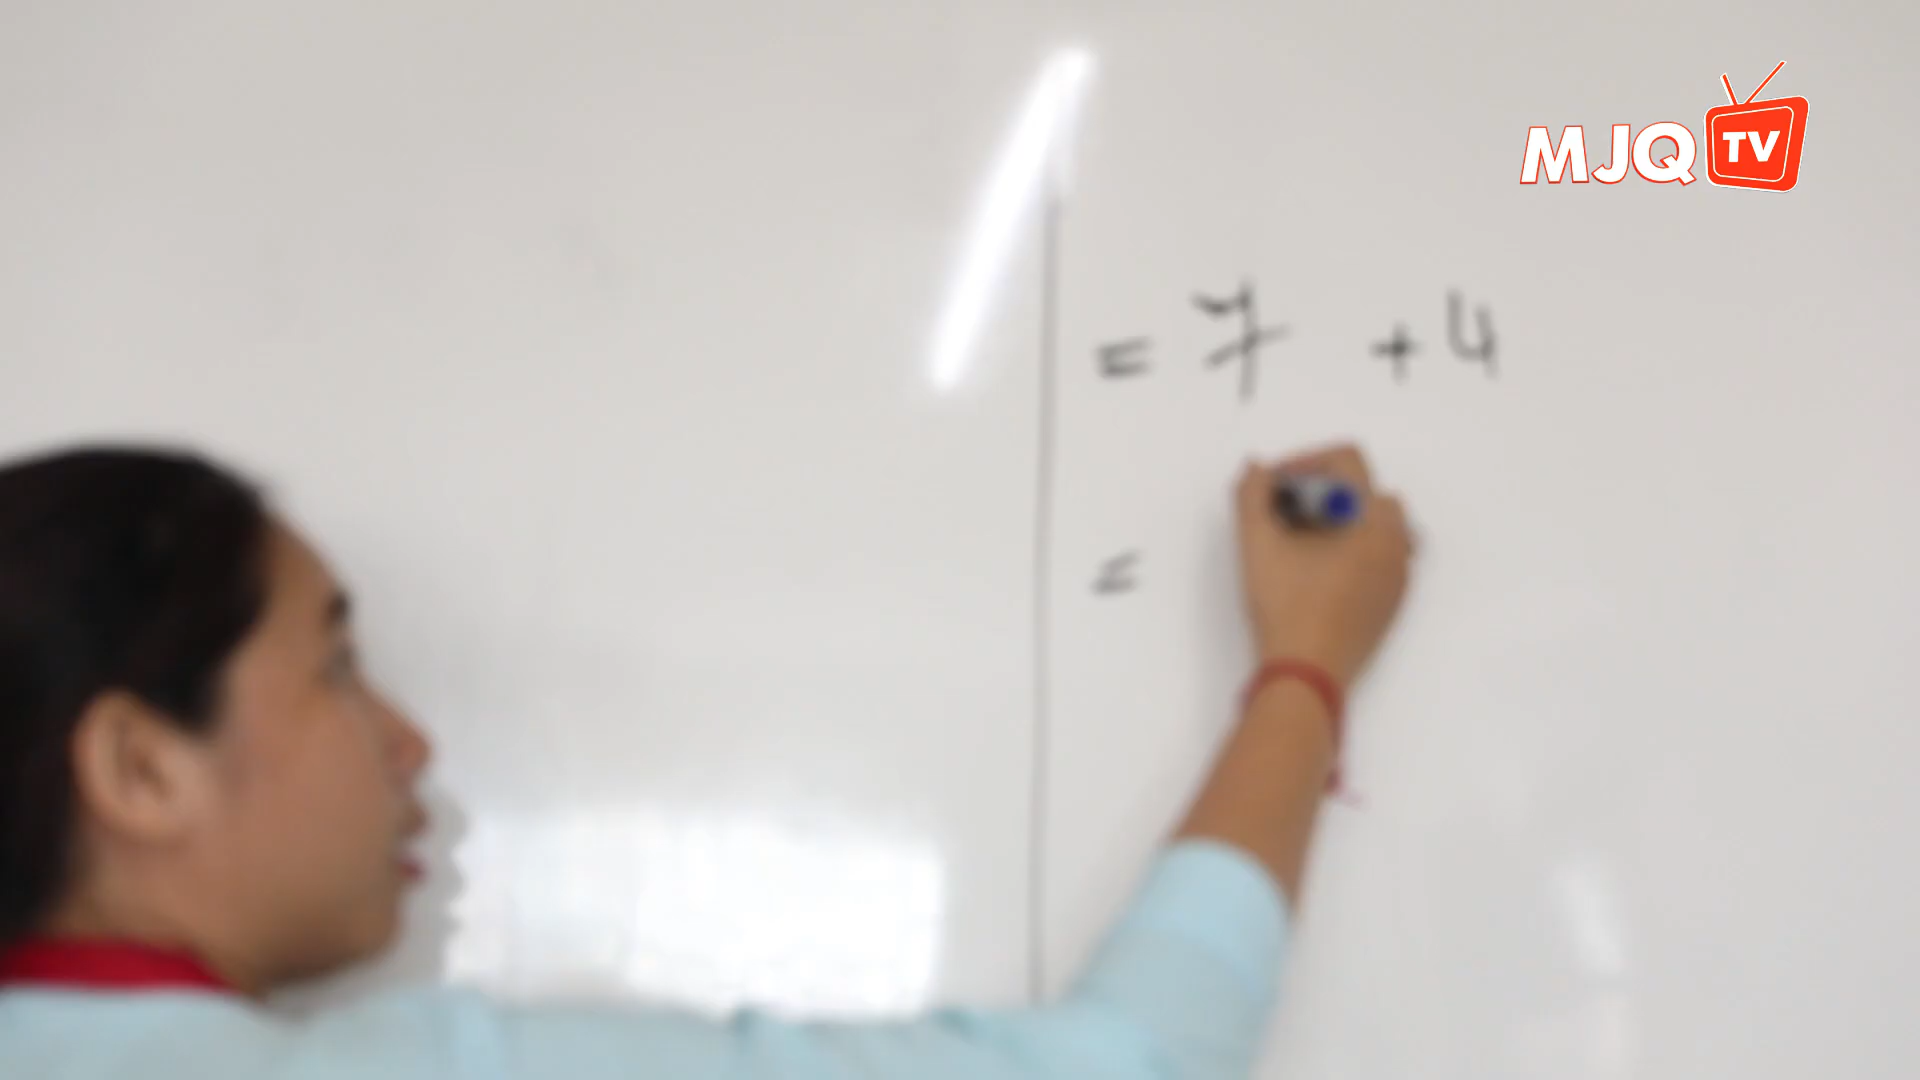 MJQ TV
= 7 + 4
=